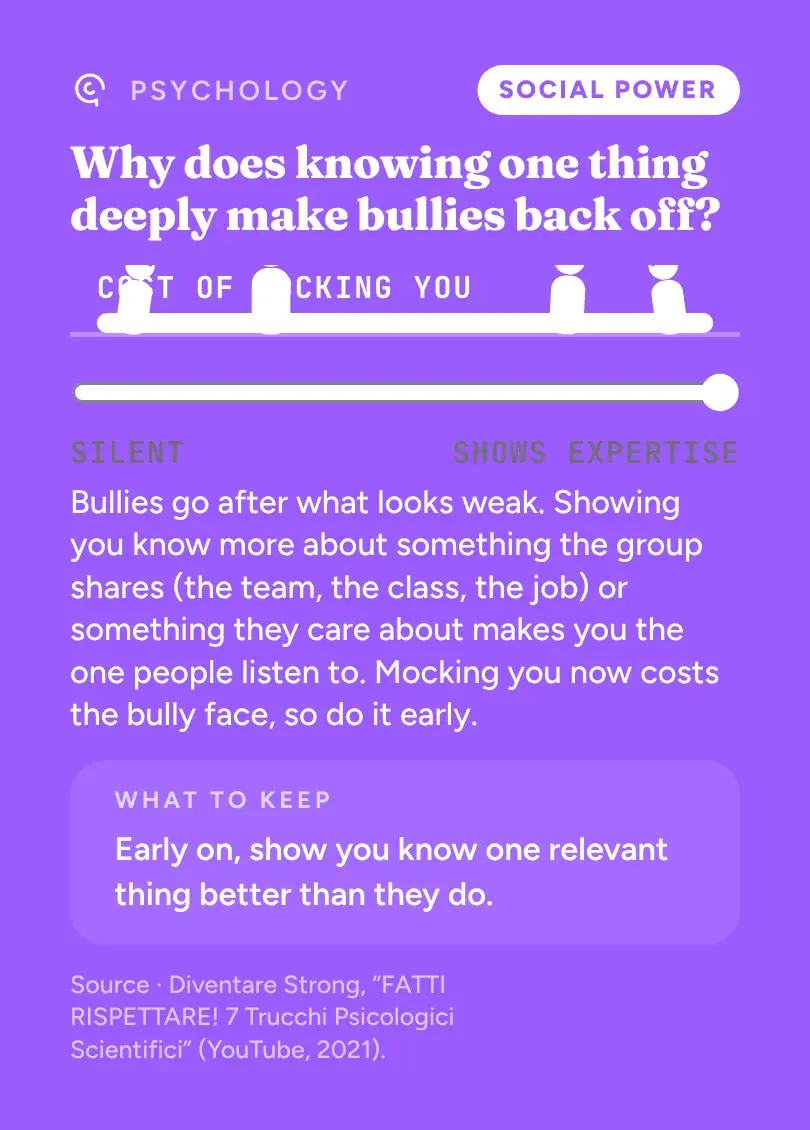 PSYCHOLOGY
SOCIAL POWER
Why does knowing one thing
deeply make bullies back off?
COST OF MOCKING YOU
SILENT
SHOWS EXPERTISE
Bullies go after what looks weak. Showing
you know more about something the group
shares (the team, the class, the job) or
something they care about makes you the
one people listen to. Mocking you now costs
the bully face, so do it early.
WHAT TO KEEP
Early on, show you know one relevant
thing better than they do.
Source · Diventare Strong, “FATTI
RISPETTARE! 7 Trucchi Psicologici
Scientifici” (YouTube, 2021).